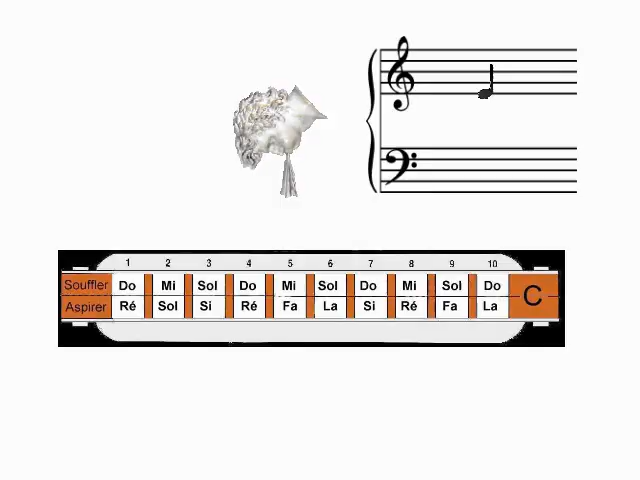 1 2 3 4 5 6 7 8 9 10
Souffler Do Mi Sol Do Mi Sol Do Mi Sol Do
Aspirer Ré Sol Si Ré Fa La Si Ré Fa La
C